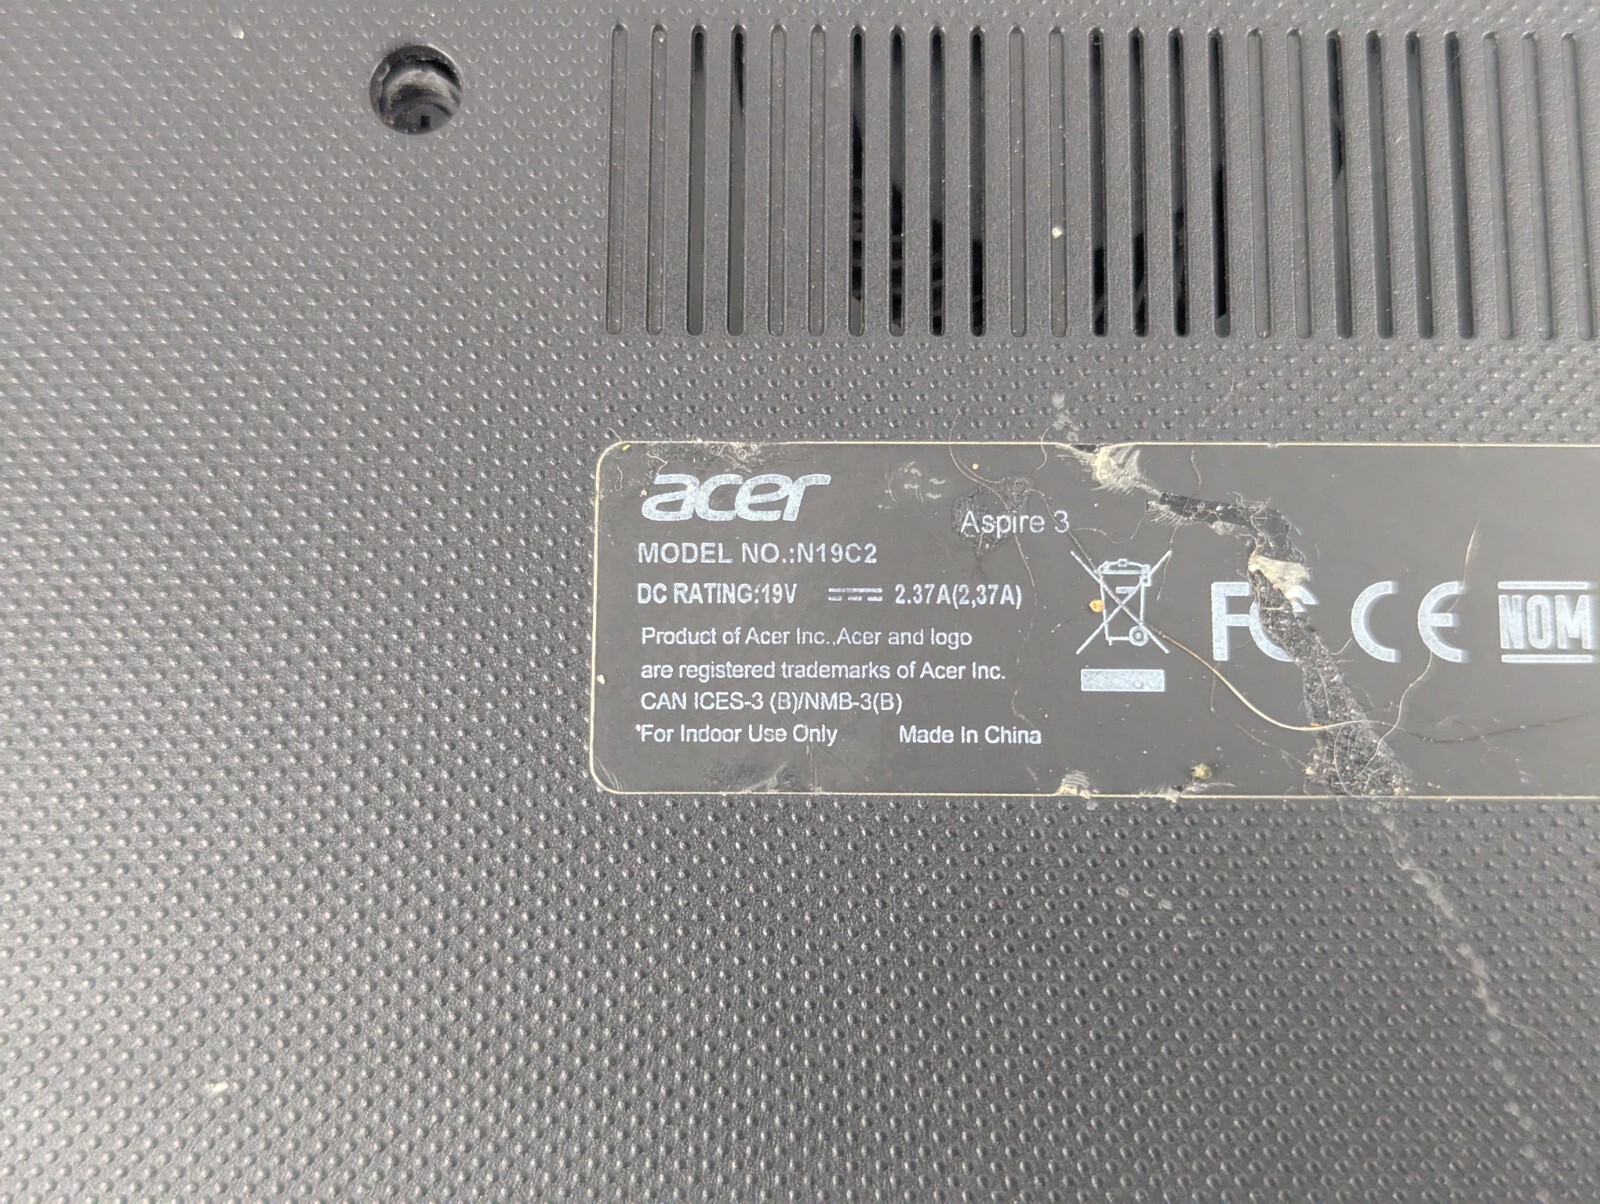 acer
Aspire 3
MODEL NO.:N19C2
DC RATING:19V 2.37A(2,37A)
Product of Acer Inc.,Acer and logo
are registered trademarks of Acer Inc.
CAN ICES-3 (B)/NMB-3(B)
*For Indoor Use Only Made In China
FC CE NOM